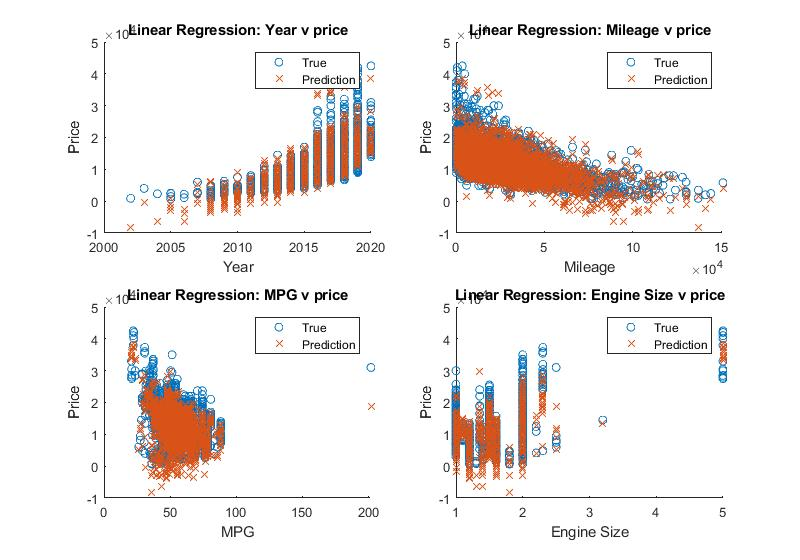 Linear Regression: Year v price
× 10⁴
5
4
3
2
1
0
-1
Price
2000 2005 2010 2015 2020
Year
True
Prediction
Linear Regression: Mileage v price
5
4
3
2
1
0
-1
Price
0 5 10 15
× 10⁴
Mileage
True
Prediction
Linear Regression: MPG v price
× 10⁴
5
4
3
2
1
0
-1
Price
0 50 100 150 200
MPG
True
Prediction
Linear Regression: Engine Size v price
5
4
3
2
1
0
-1
Price
1 2 3 4 5
Engine Size
True
Prediction